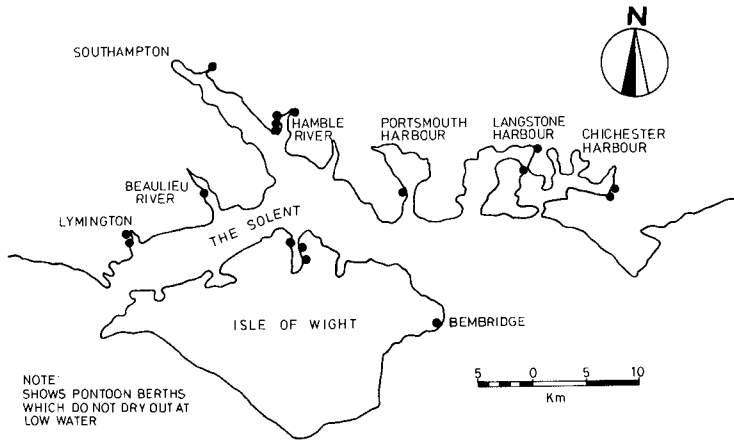 N
SOUTHAMPTON
HAMBLE
RIVER
PORTSMOUTH
HARBOUR
LANGSTONE
HARBOUR
CHICHESTER
HARBOUR
BEAULIEU
RIVER
LYMINGTON
THE SOLENT
ISLE OF WIGHT
BEMBRIDGE
5 0 5 10
Km
NOTE:
SHOWS PONTOON BERTHS
WHICH DO NOT DRY OUT AT
LOW WATER